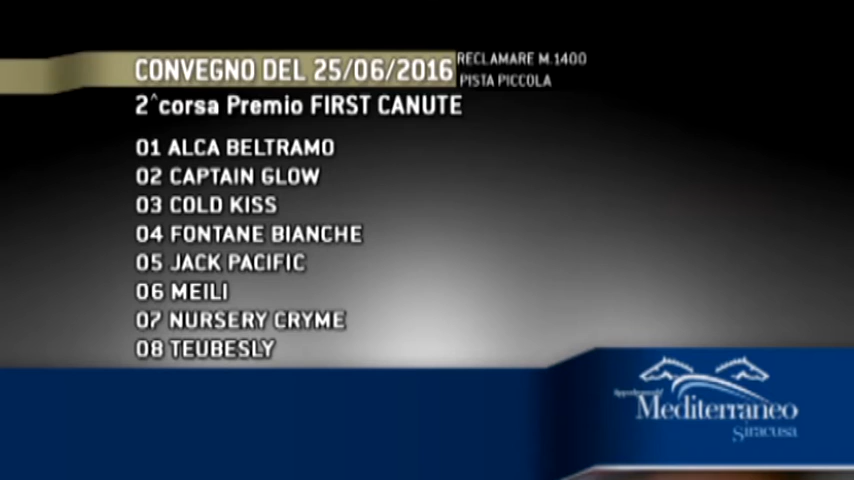 CONVEGNO DEL 25/06/2016
RECLAMARE M.1400
PISTA PICCOLA
2^corsa Premio FIRST CANUTE
01 ALCA BELTRAMO
02 CAPTAIN GLOW
03 COLD KISS
04 FONTANE BIANCHE
05 JACK PACIFIC
06 MEILI
07 NURSERY CRYME
08 TEUBESLY
Mediterraneo
Siracusa